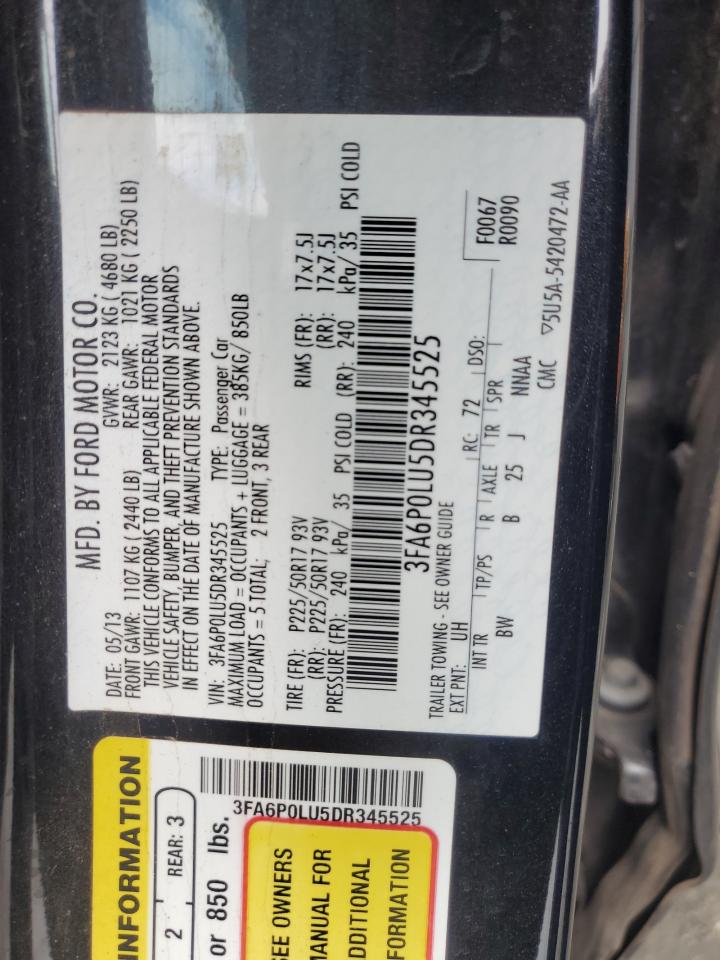 MFD. BY FORD MOTOR CO.
DATE: 05/13 GVWR: 2123 KG ( 4680 LB)
FRONT GAWR: 1107 KG ( 2440 LB) REAR GAWR: 1021 KG ( 2250 LB)
THIS VEHICLE CONFORMS TO ALL APPLICABLE FEDERAL MOTOR
VEHICLE SAFETY, BUMPER, AND THEFT PREVENTION STANDARDS
IN EFFECT ON THE DATE OF MANUFACTURE SHOWN ABOVE.
VIN: 3FA6P0LU5DR345525 TYPE: Passenger Car
MAXIMUM LOAD = OCCUPANTS + LUGGAGE = 385KG/ 850LB
OCCUPANTS = 5 TOTAL; 2 FRONT, 3 REAR
TIRE (FR): P225/50R17 93V RIMS (FR): 17x7.5J
(RR): P225/50R17 93V (RR): 17x7.5J
PRESSURE (FR): 240 kPa/ 35 PSI COLD (RR): 240 kPa/ 35 PSI COLD
3FA6P0LU5DR345525
TRAILER TOWING - SEE OWNER GUIDE F0067
EXT PNT: UH RC: 72 DSO: R0090
INT TR TP/PS R AXLE TR SPR
BW B 25 J NNAA
CMC ▽5U5A-5420472-AA
INFORMATION
2 REAR: 3
or 850 lbs.
3FA6P0LU5DR345525
SEE OWNERS
MANUAL FOR
ADDITIONAL
FORMATION